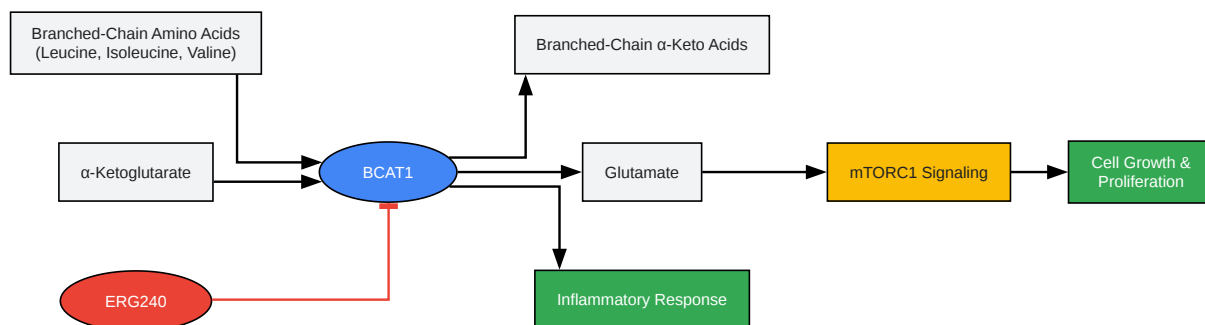 Branched-Chain Amino Acids
(Leucine, Isoleucine, Valine)
Branched-Chain α-Keto Acids
α-Ketoglutarate
BCAT1
Glutamate
mTORC1 Signaling
Cell Growth &
Proliferation
ERG240
Inflammatory Response